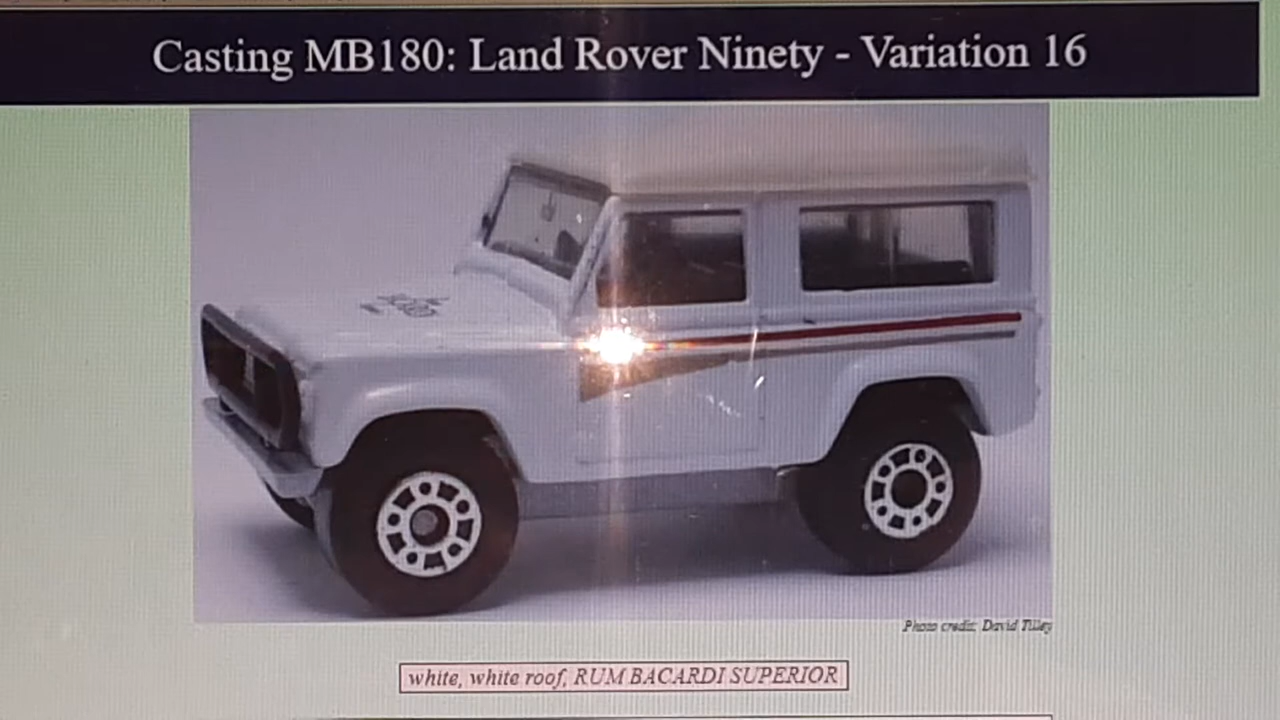 Casting MB180: Land Rover Ninety - Variation 16
Photo credit: David Tilley
white, white roof, RUM BACARDI SUPERIOR